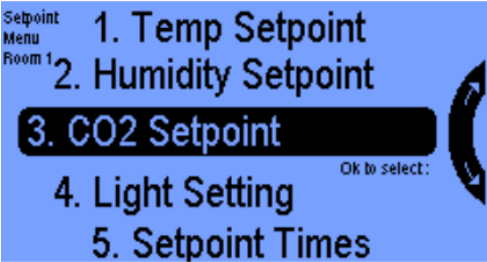 Setpoint
Menu
Room 1
1. Temp Setpoint
2. Humidity Setpoint
3. CO2 Setpoint
Ok to select:
4. Light Setting
5. Setpoint Times